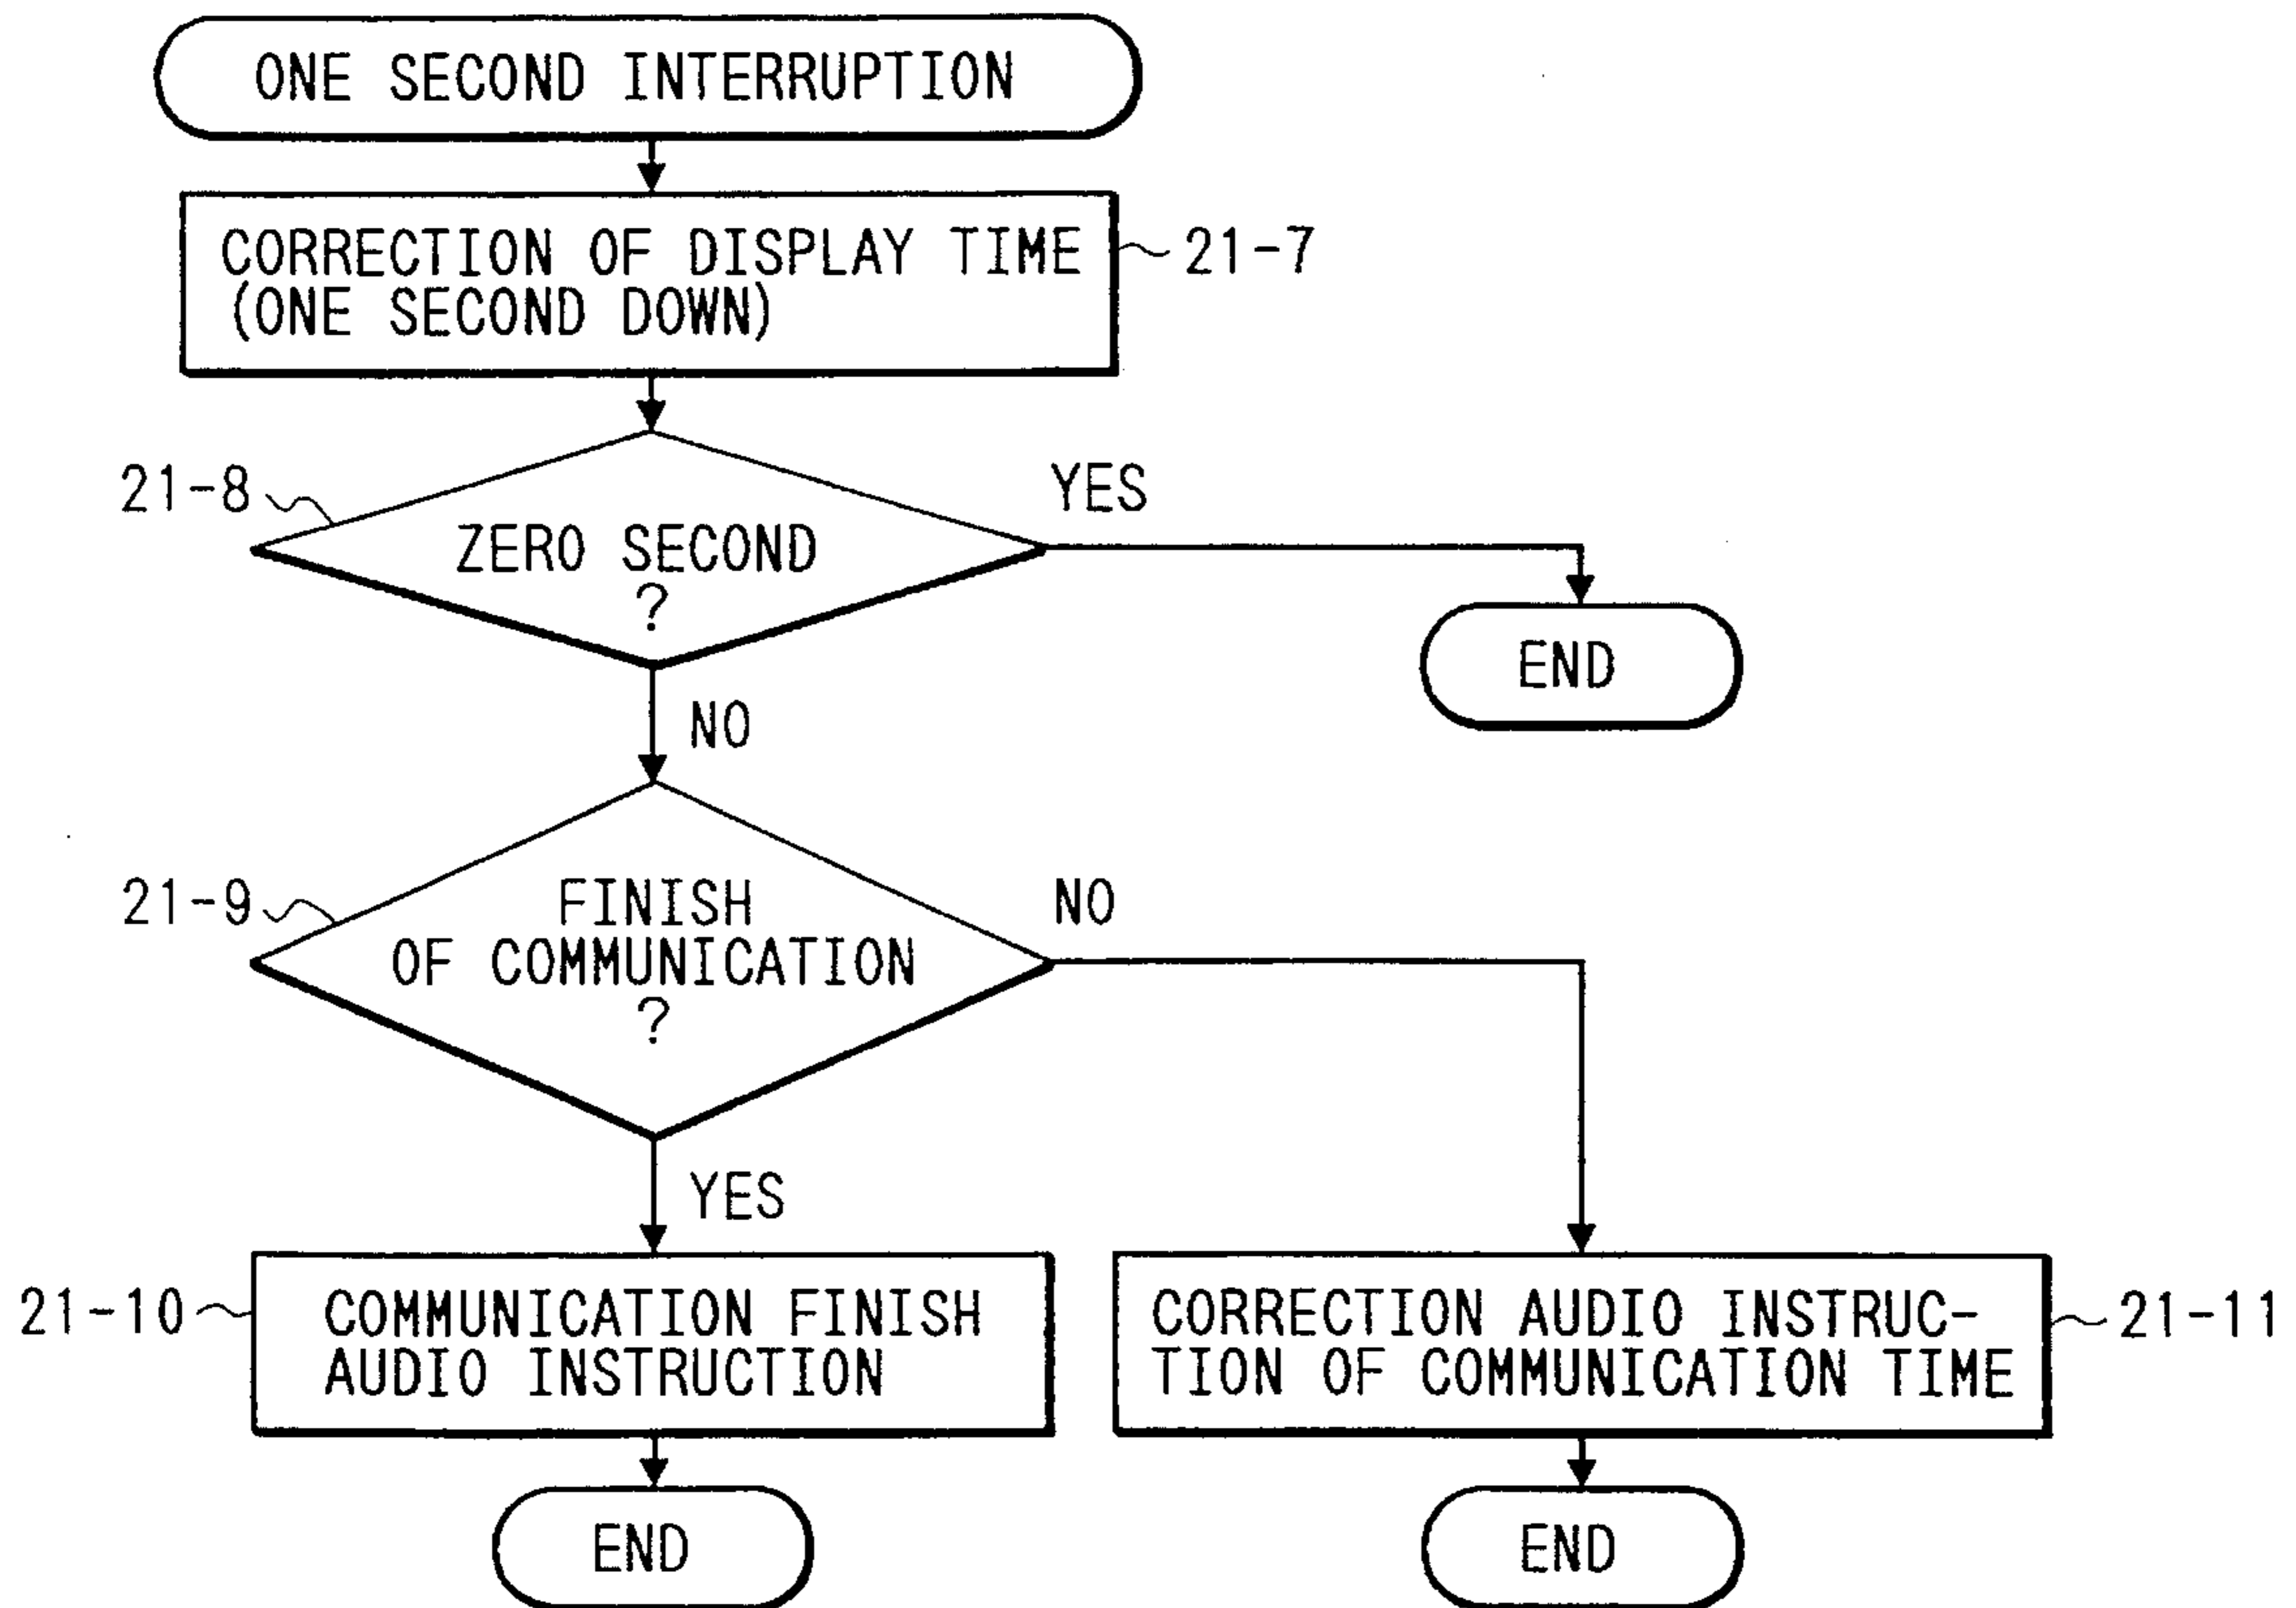 ONE SECOND INTERRUPTION
CORRECTION OF DISPLAY TIME
(ONE SECOND DOWN)
21-7
21-8
ZERO SECOND
?
YES
END
NO
21-9
FINISH
OF COMMUNICATION
?
NO
YES
21-10
COMMUNICATION FINISH
AUDIO INSTRUCTION
CORRECTION AUDIO INSTRUC-
TION OF COMMUNICATION TIME
21-11
END
END